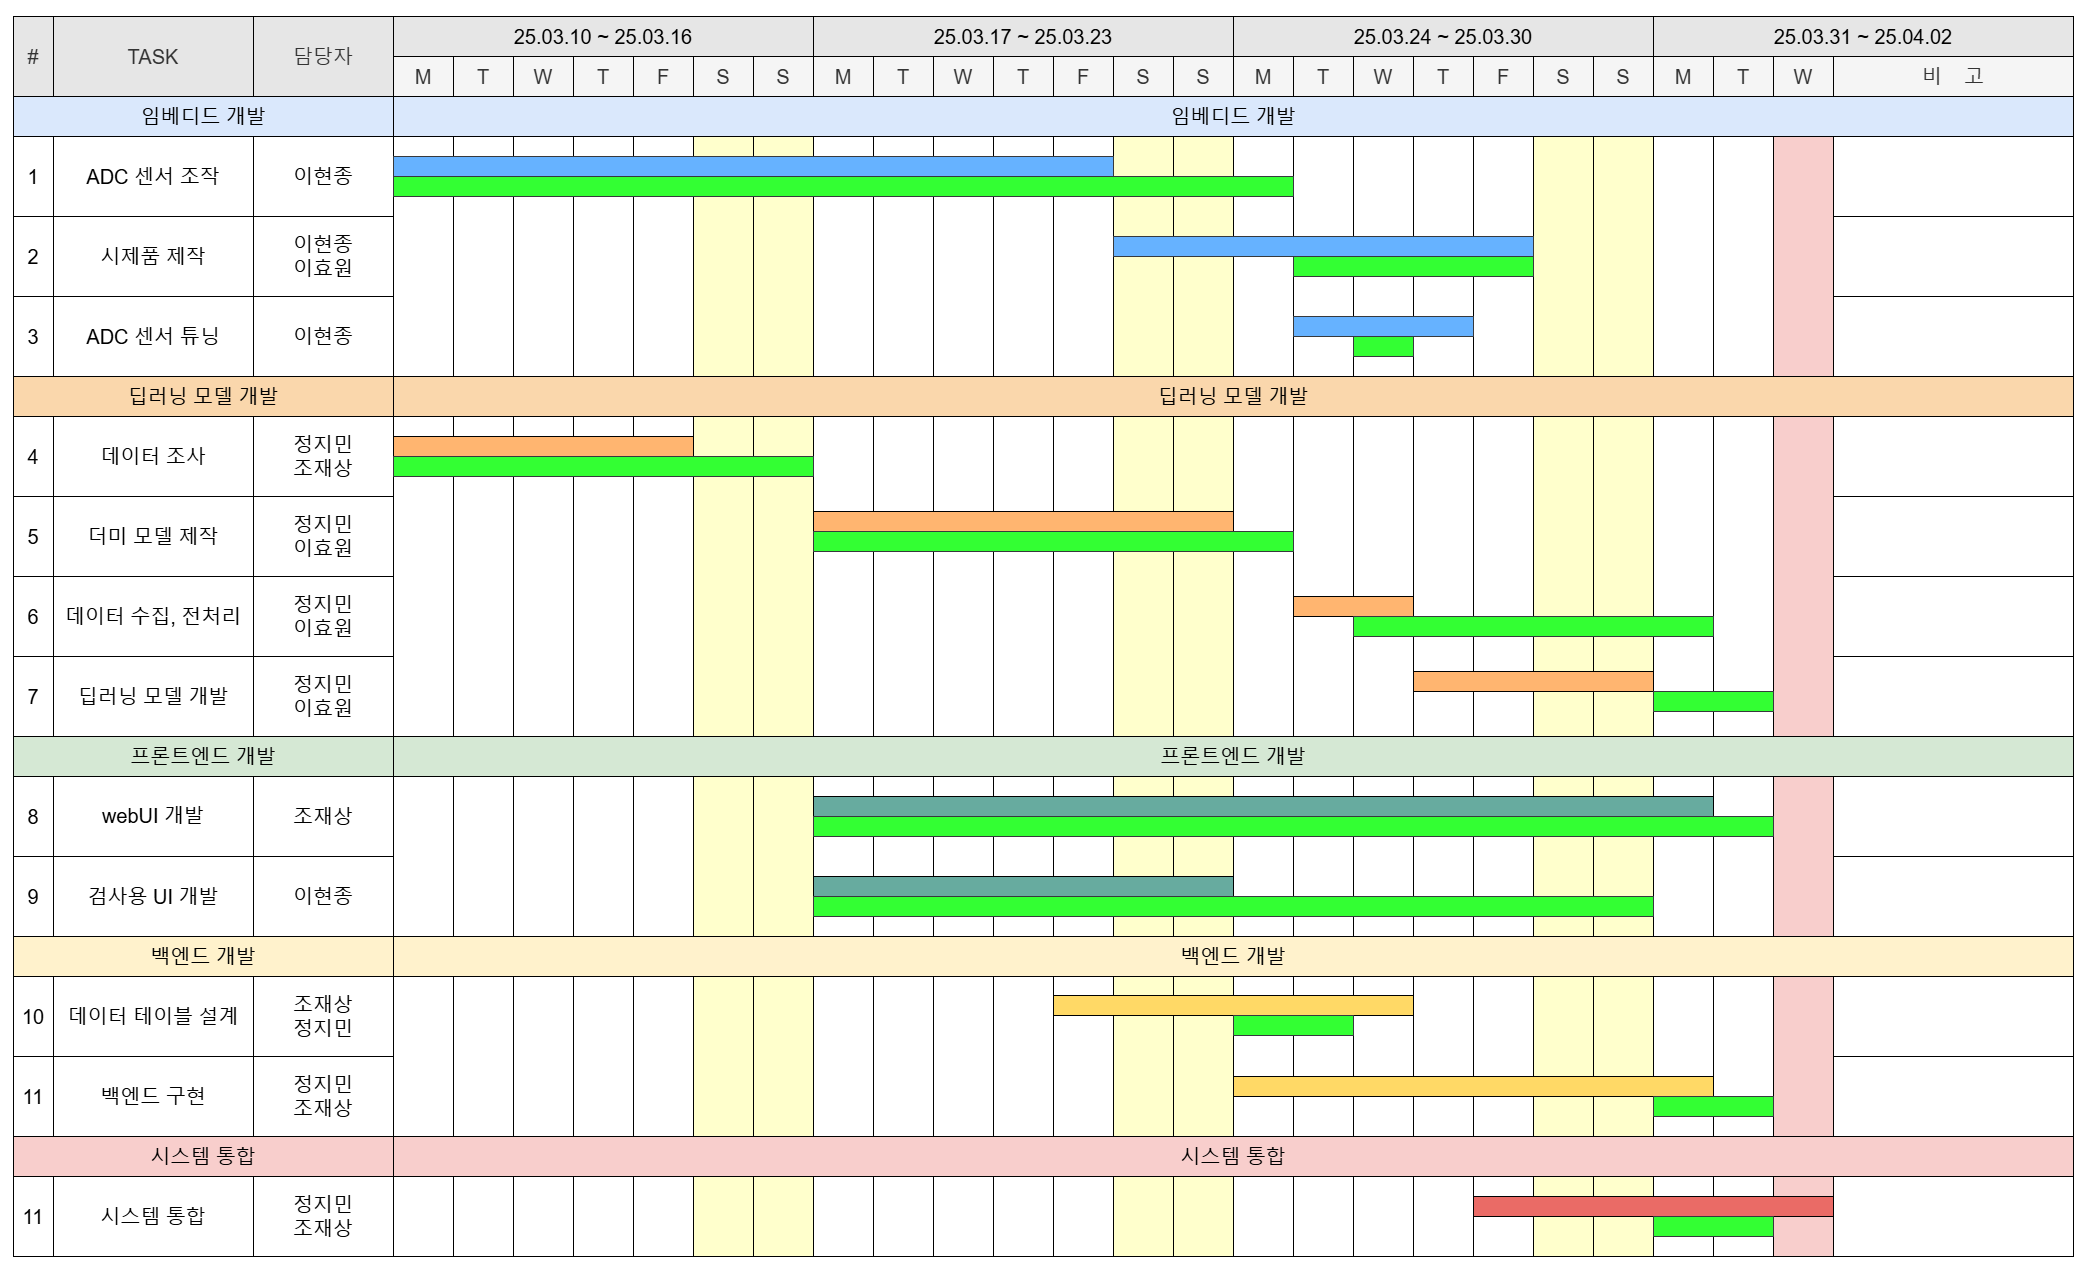 # TASK 담당자 25.03.10 ~ 25.03.16 25.03.17 ~ 25.03.23 25.03.24 ~ 25.03.30 25.03.31 ~ 25.04.02
M T W T F S S M T W T F S S M T W T F S S M T W 비 고
임베디드 개발 임베디드 개발
1 ADC 센서 조작 이현종
2 시제품 제작 이현종
이효원
3 ADC 센서 튜닝 이현종
딥러닝 모델 개발 딥러닝 모델 개발
4 데이터 조사 정지민
조재상
5 더미 모델 제작 정지민
이효원
6 데이터 수집, 전처리 정지민
이효원
7 딥러닝 모델 개발 정지민
이효원
프론트엔드 개발 프론트엔드 개발
8 webUI 개발 조재상
9 검사용 UI 개발 이현종
백엔드 개발 백엔드 개발
10 데이터 테이블 설계 조재상
정지민
11 백엔드 구현 정지민
조재상
시스템 통합 시스템 통합
11 시스템 통합 정지민
조재상